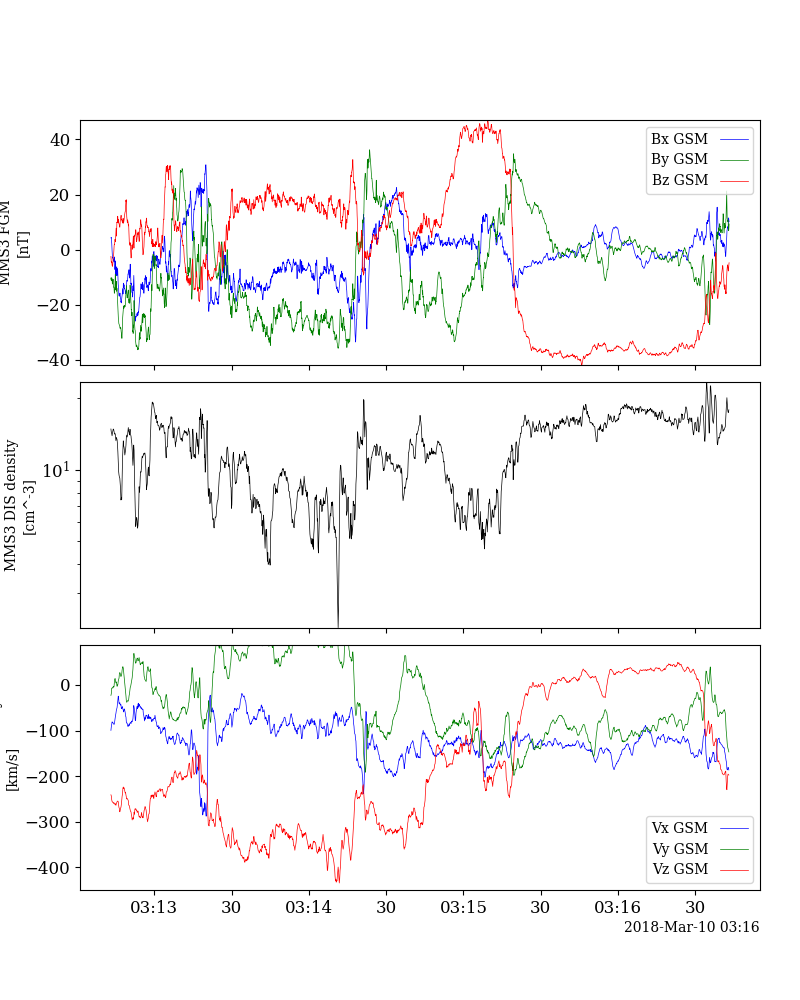 MMS3 FGM
[nT]
40
20
0
−20
−40
Bx GSM
By GSM
Bz GSM
MMS3 DIS density
[cm^-3]
10^1
[km/s]
0
−100
−200
−300
−400
Vx GSM
Vy GSM
Vz GSM
03:13 30 03:14 30 03:15 30 03:16 30
2018-Mar-10 03:16